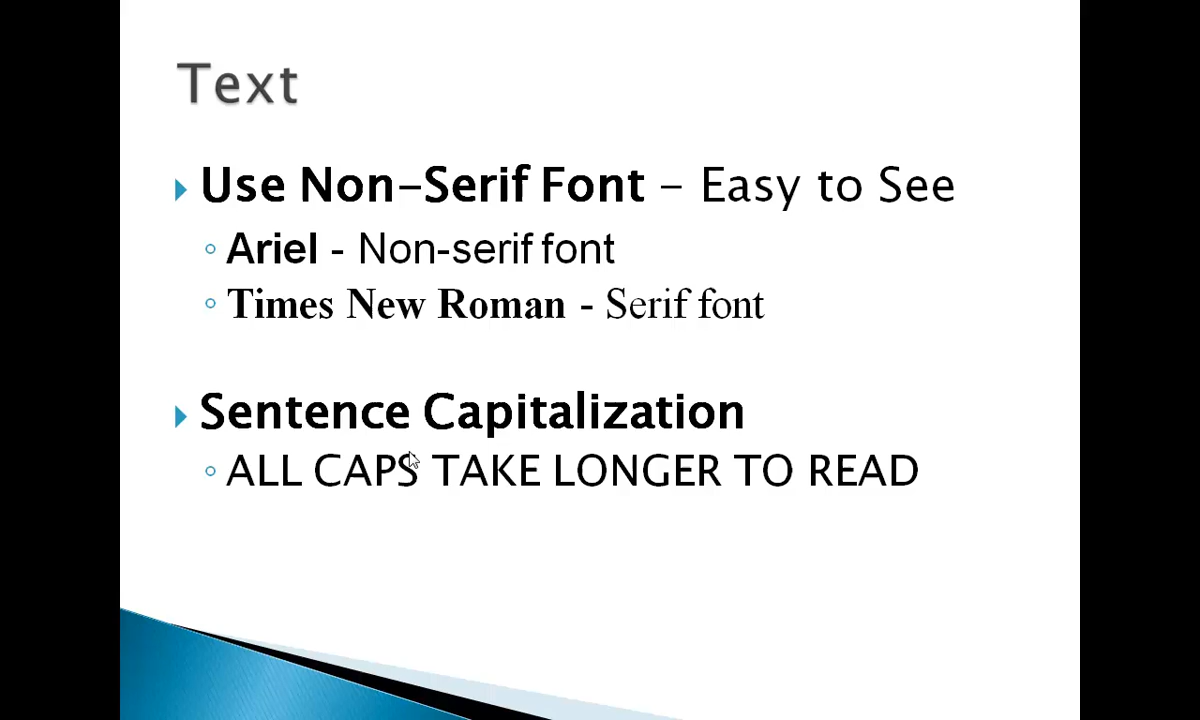 Text
Use Non-Serif Font - Easy to See
Ariel - Non-serif font
Times New Roman - Serif font
Sentence Capitalization
ALL CAPS TAKE LONGER TO READ